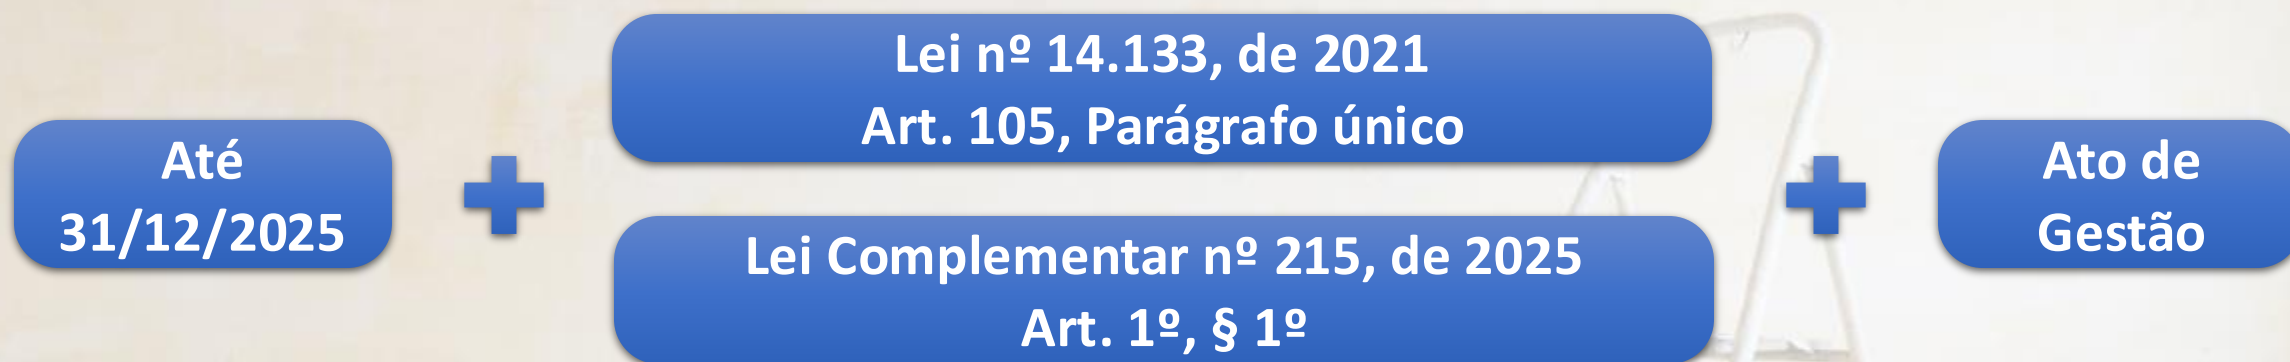 Até
31/12/2025
Lei nº 14.133, de 2021
Art. 105, Parágrafo único
Lei Complementar nº 215, de 2025
Art. 1º, § 1º
Ato de
Gestão